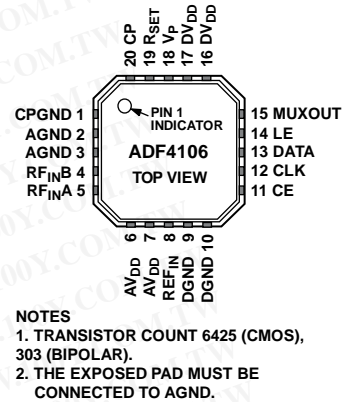 20 CP
19 RSET
18 VP
17 DVDD
16 DVDD
CPGND 1
AGND 2
AGND 3
RFINB 4
RFINA 5
PIN 1
INDICATOR
ADF4106
TOP VIEW
15 MUXOUT
14 LE
13 DATA
12 CLK
11 CE
6 AVDD
7 AVDD
8 REFIN
9 DGND
10 DGND
NOTES
1. TRANSISTOR COUNT 6425 (CMOS),
303 (BIPOLAR).
2. THE EXPOSED PAD MUST BE
CONNECTED TO AGND.